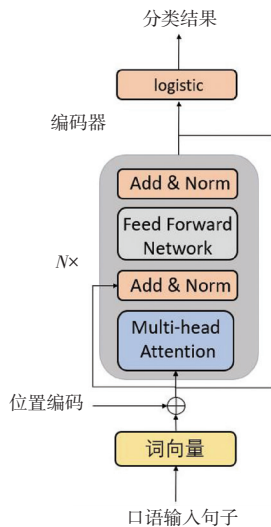 分类结果
logistic
编码器
Add & Norm
Feed Forward
Network
N×
Add & Norm
Multi-head
Attention
位置编码
词向量
口语输入句子